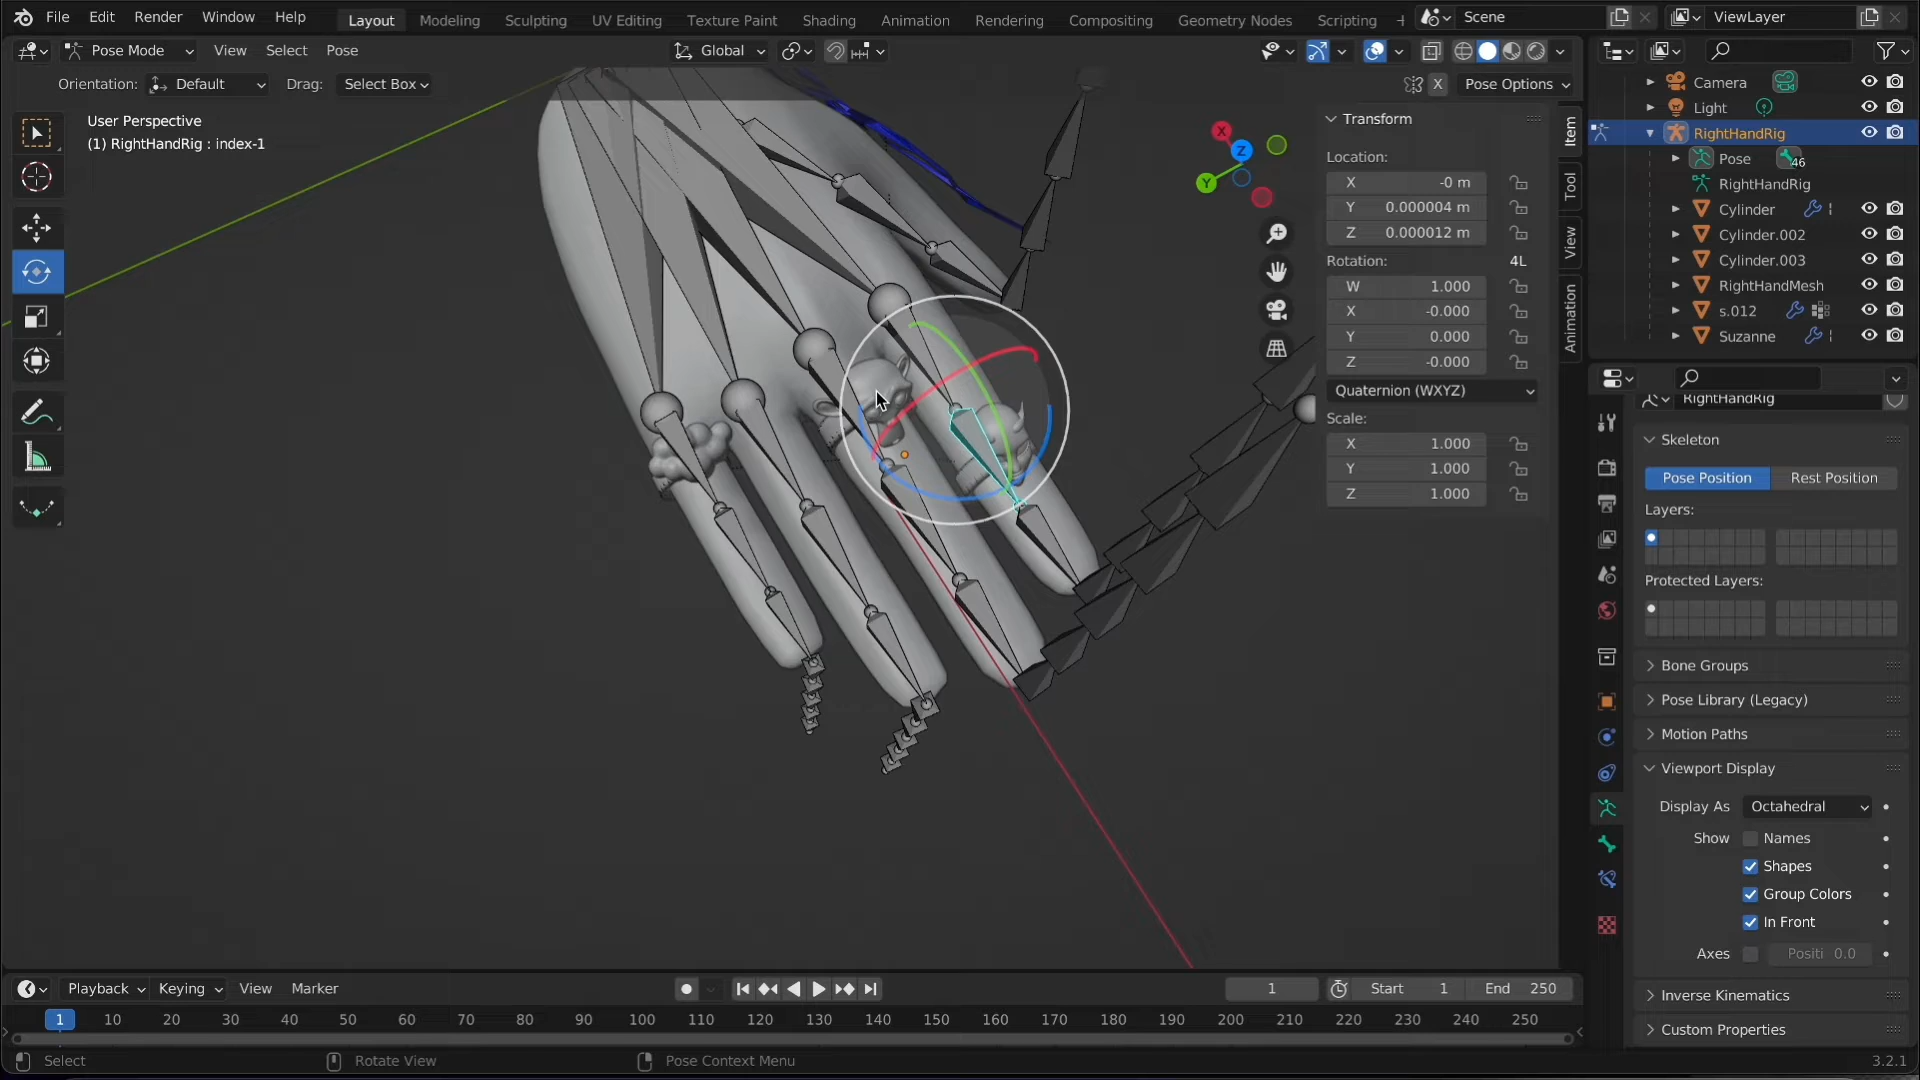 File Edit Render Window Help Layout Modeling Sculpting UV Editing Texture Paint Shading Animation Rendering Compositing Geometry Nodes Scripting + Scene ViewLayer
Pose Mode View Select Pose Global
Orientation: Default Drag: Select Box X Pose Options
User Perspective
(1) RightHandRig : index-1
X
Y
Z
Transform
Location:
X -0 m
Y 0.000004 m
Z 0.000012 m
Rotation: 4L
W 1.000
X -0.000
Y 0.000
Z -0.000
Quaternion (WXYZ)
Scale:
X 1.000
Y 1.000
Z 1.000
Item
Tool
View
Animation
Camera
Light
RightHandRig
Pose 46
RightHandRig
Cylinder
Cylinder.002
Cylinder.003
RightHandMesh
s.012
Suzanne
RightHandRig
Skeleton
Pose Position Rest Position
Layers:
Protected Layers:
Bone Groups
Pose Library (Legacy)
Motion Paths
Viewport Display
Display As Octahedral
Show Names
Shapes
Group Colors
In Front
Axes Positi 0.0
Inverse Kinematics
Custom Properties
Playback Keying View Marker 1 Start 1 End 250
1 10 20 30 40 50 60 70 80 90 100 110 120 130 140 150 160 170 180 190 200 210 220 230 240 250
Select Rotate View Pose Context Menu 3.2.1